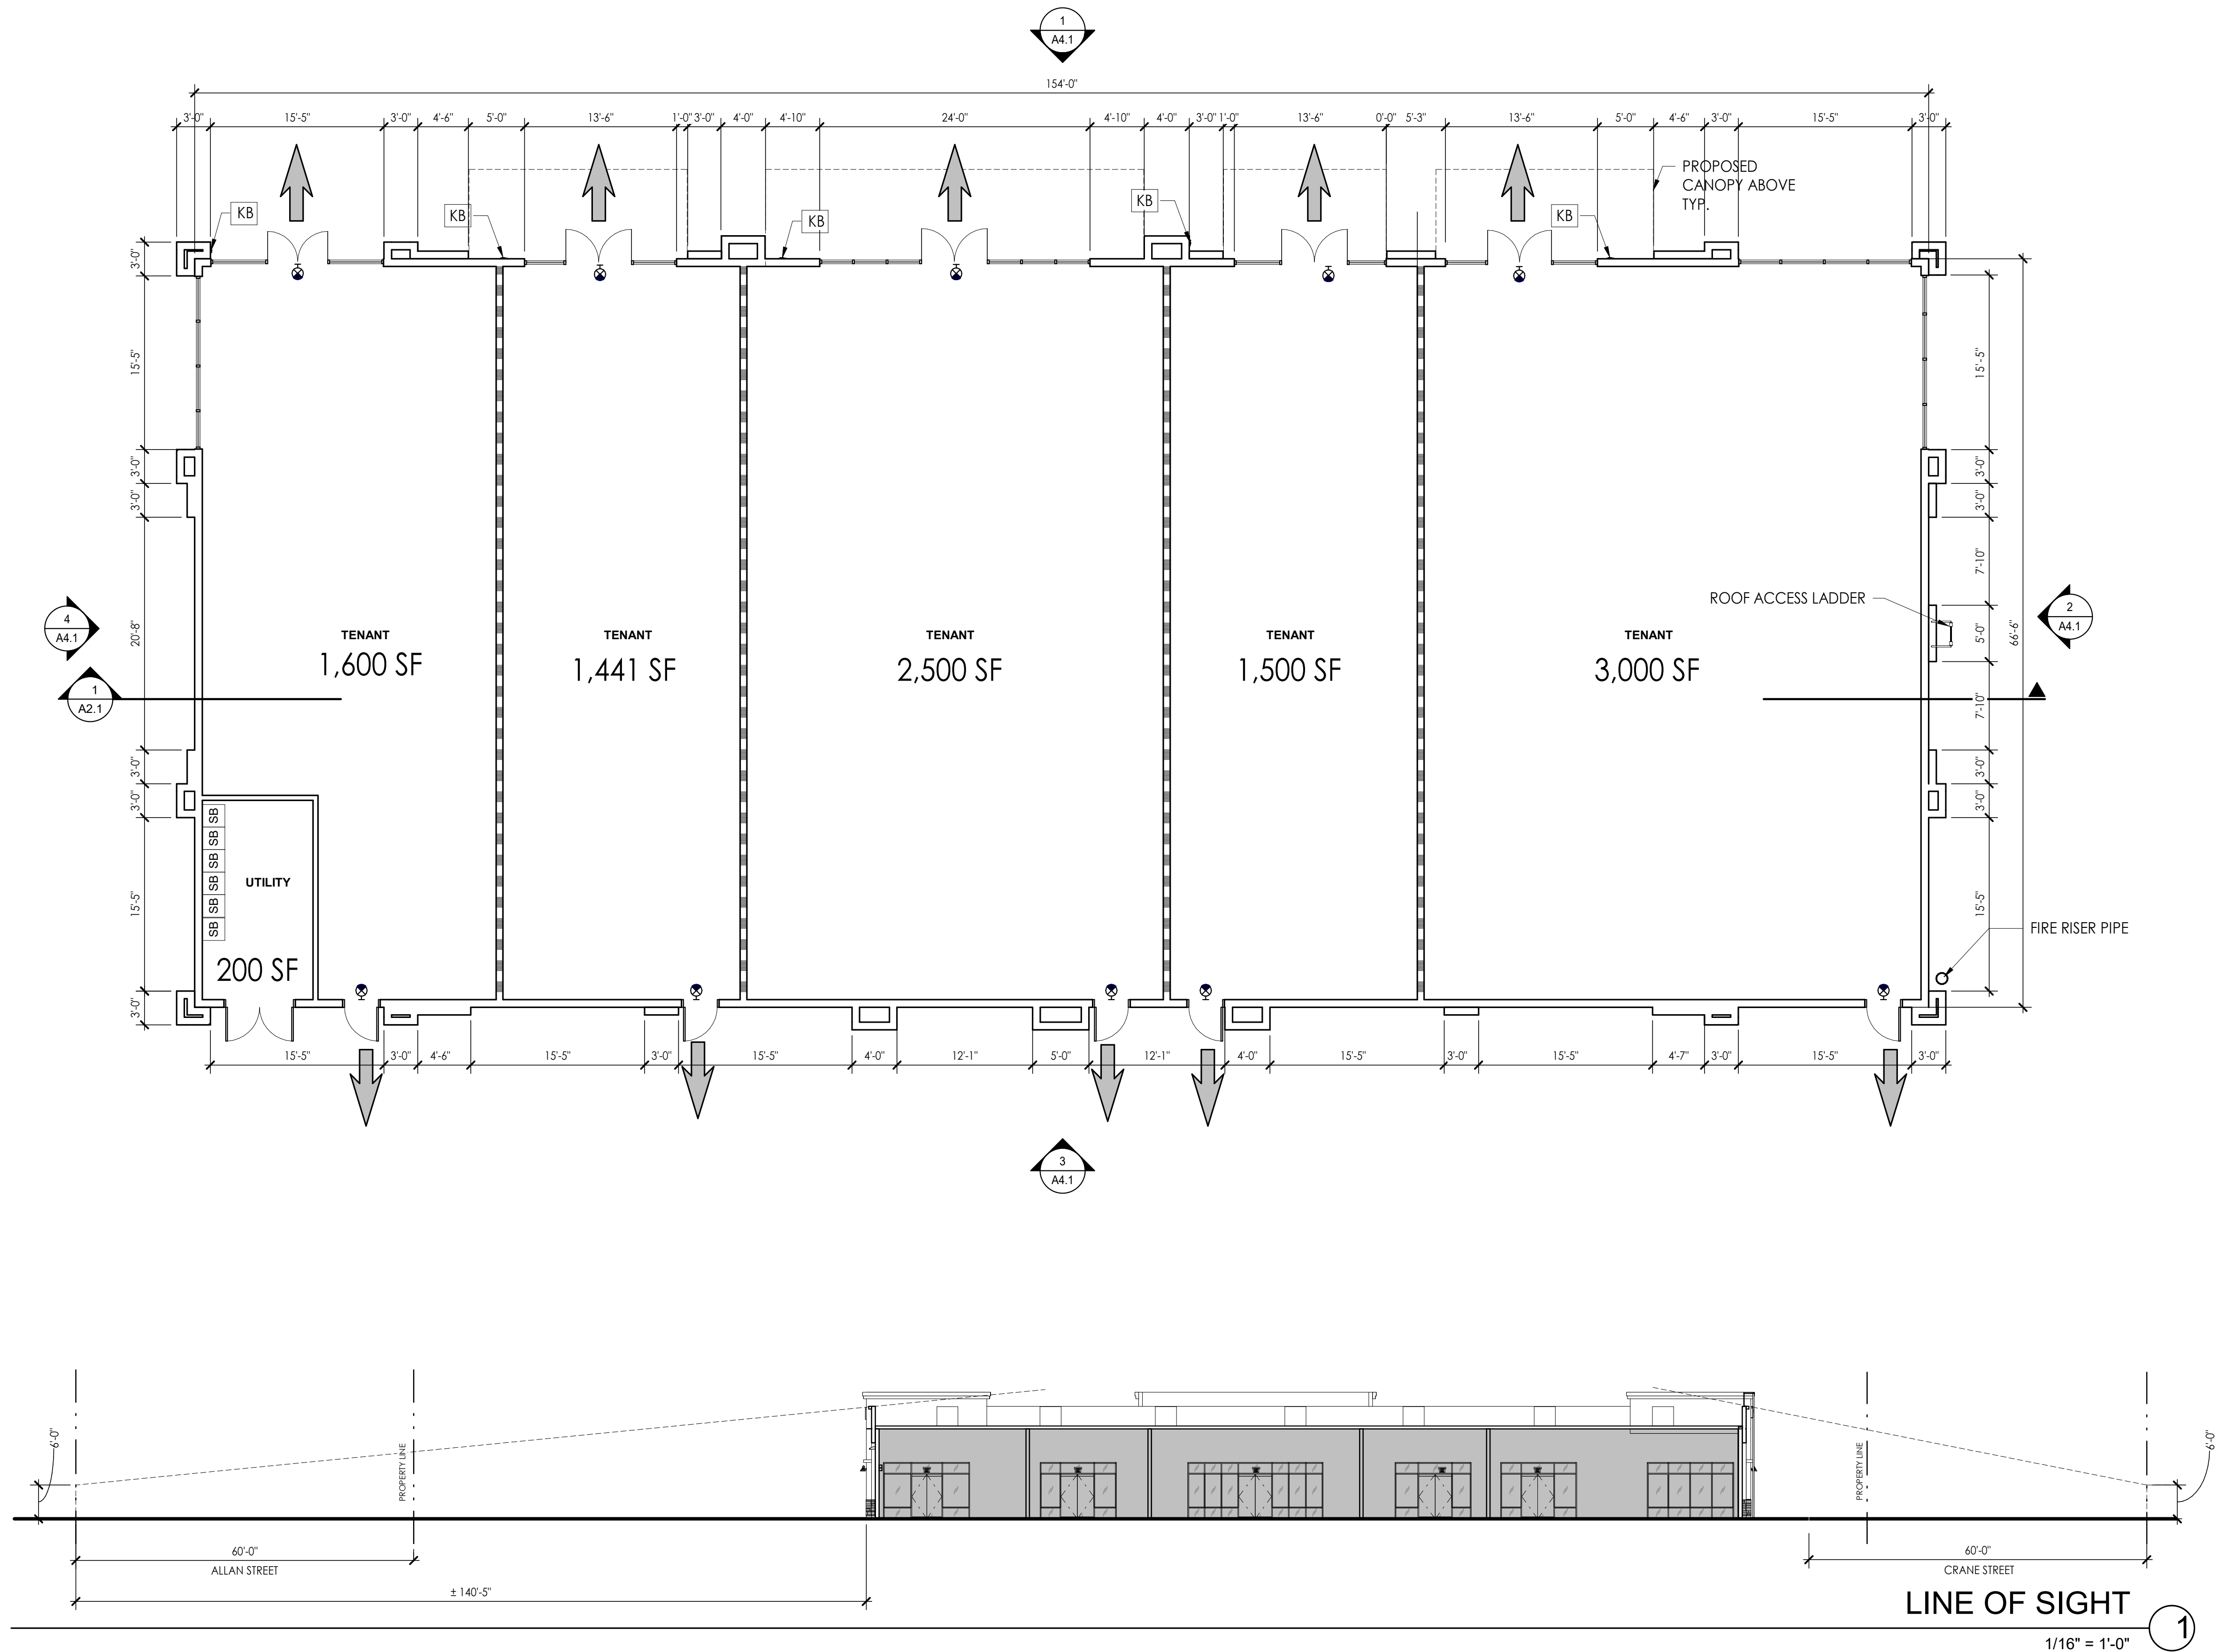 1
A4.1
154'-0"
3'-0" 15'-5" 3'-0" 4'-6" 5'-0" 13'-6" 1'-0" 3'-0" 4'-0" 4'-10" 24'-0" 4'-10" 4'-0" 3'-0" 1'-0" 13'-6" 0'-0" 5'-3" 13'-6" 5'-0" 4'-6" 3'-0" 15'-5" 3'-0"
PROPOSED
CANOPY ABOVE
TYP.
KB
KB
KB
KB
KB
3'-0"
15'-5"
3'-0"
3'-0"
20'-8"
3'-0"
3'-0"
15'-5"
3'-0"
15'-5"
3'-0"
3'-0"
7'-10"
5'-0"
7'-10"
3'-0"
3'-0"
15'-5"
66'-6"
ROOF ACCESS LADDER
4
A4.1
2
A4.1
1
A2.1
TENANT
1,600 SF
TENANT
1,441 SF
TENANT
2,500 SF
TENANT
1,500 SF
TENANT
3,000 SF
SB
SB
SB
SB
SB
SB
UTILITY
200 SF
FIRE RISER PIPE
15'-5" 3'-0" 4'-6" 15'-5" 3'-0" 15'-5" 4'-0" 12'-1" 5'-0" 12'-1" 4'-0" 15'-5" 3'-0" 15'-5" 4'-7" 3'-0" 15'-5" 3'-0"
3
A4.1
6'-0"
PROPERTY LINE
PROPERTY LINE
6'-0"
60'-0"
ALLAN STREET
60'-0"
CRANE STREET
± 140'-5"
LINE OF SIGHT
1
1/16" = 1'-0"